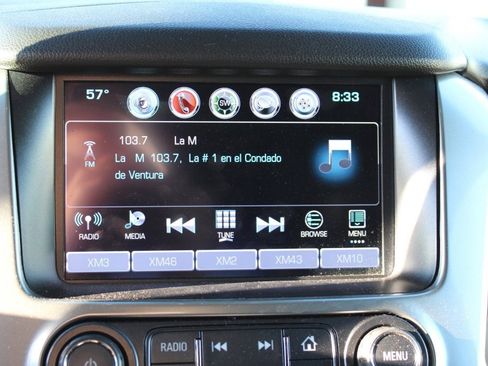 57° SW 8:33
103.7 La M
FM La M 103.7, La # 1 en el Condado
de Ventura
RADIO MEDIA TUNE BROWSE MENU
XM3 XM46 XM2 XM43 XM10
RADIO MENU